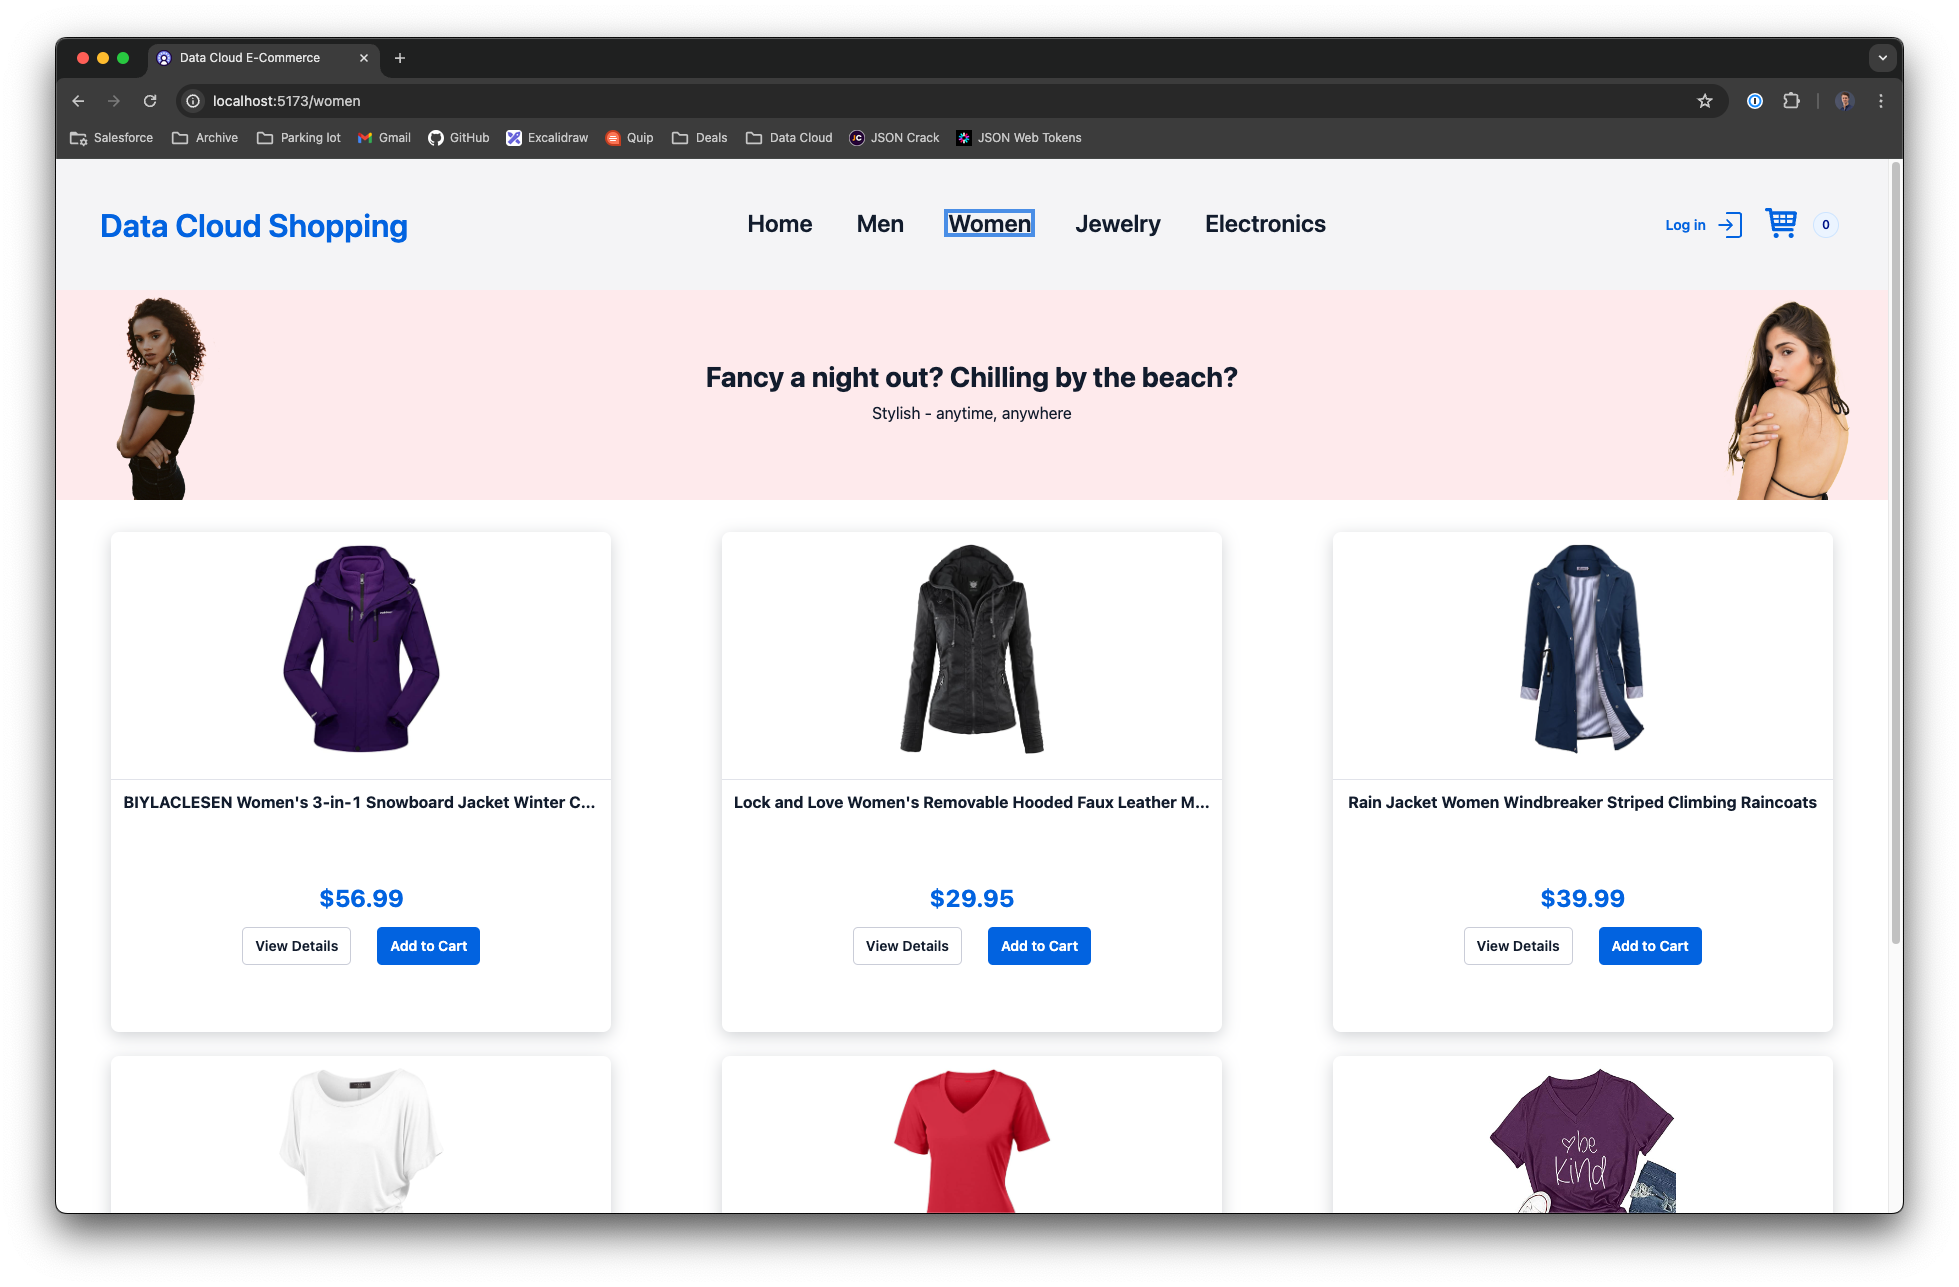 Data Cloud E-Commerce
localhost:5173/women
Salesforce Archive Parking lot Gmail GitHub Excalidraw Quip Deals Data Cloud JSON Crack JSON Web Tokens
Data Cloud Shopping Home Men Women Jewelry Electronics Log in 0
Fancy a night out? Chilling by the beach?
Stylish - anytime, anywhere
BIYLACLESEN Women's 3-in-1 Snowboard Jacket Winter C...
$56.99
View Details Add to Cart
Lock and Love Women's Removable Hooded Faux Leather M...
$29.95
View Details Add to Cart
Rain Jacket Women Windbreaker Striped Climbing Raincoats
$39.99
View Details Add to Cart
be
kind